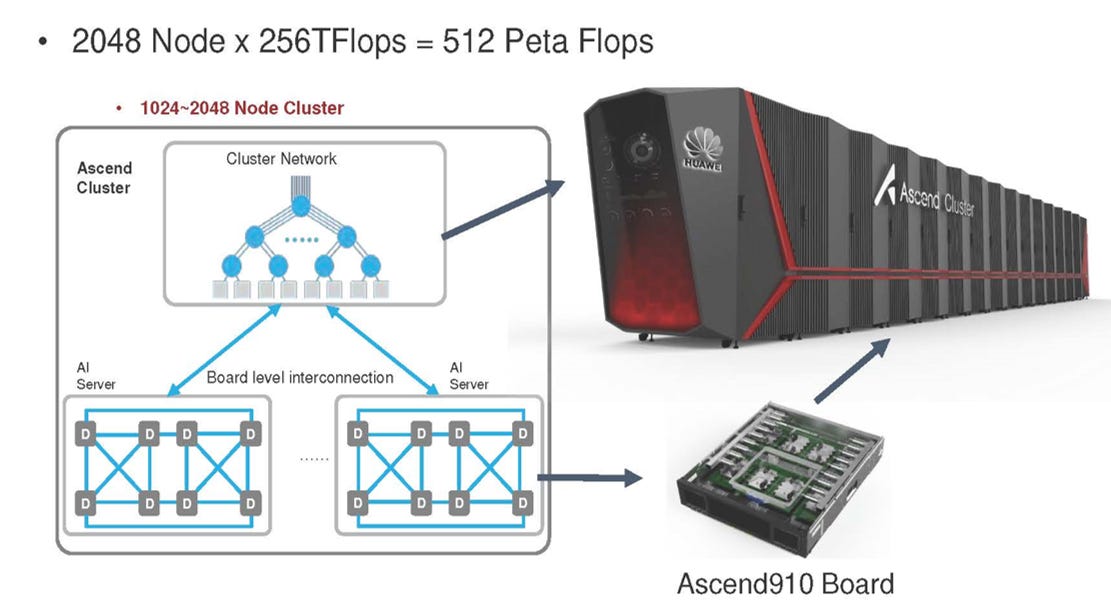 • 2048 Node x 256TFlops = 512 Peta Flops
• 1024~2048 Node Cluster
Ascend
Cluster
Cluster Network
HUAWEI
Ascend Cluster
AI
Server
Board level interconnection
AI
Server
D D D D
D D D D
......
D D D D
D D D D
Ascend910 Board